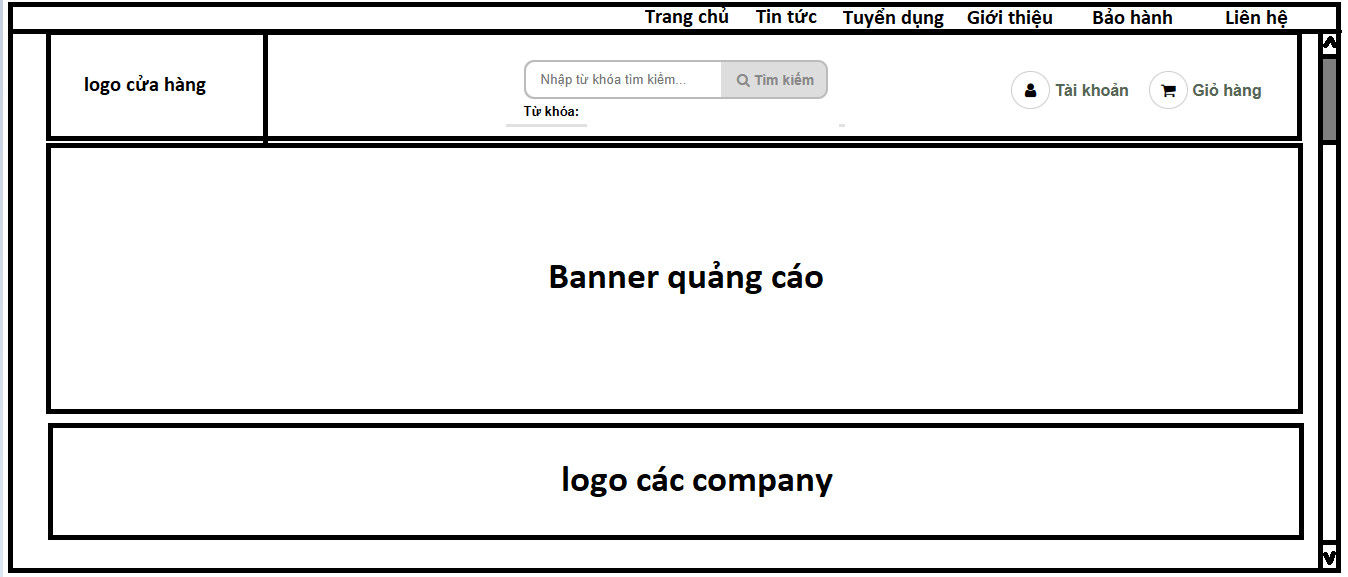 Trang chủ Tin tức Tuyển dụng Giới thiệu Bảo hành Liên hệ
logo cửa hàng
Nhập từ khóa tìm kiếm... Tìm kiếm
Từ khóa:
Tài khoản Giỏ hàng
Banner quảng cáo
logo các company